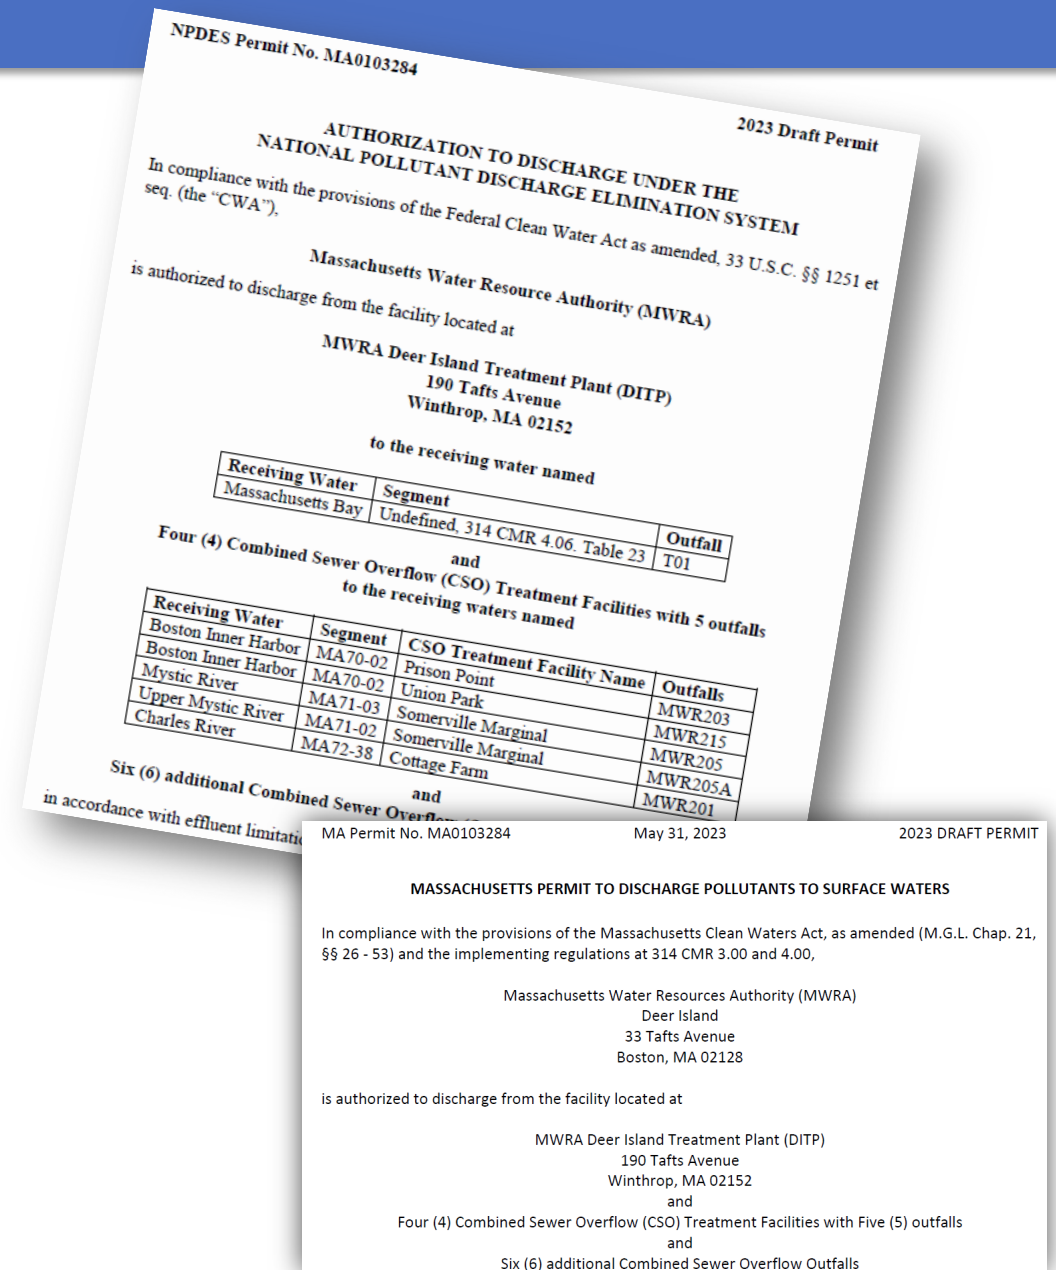 NPDES Permit No. MA0103284
2023 Draft Permit
AUTHORIZATION TO DISCHARGE UNDER THE
NATIONAL POLLUTANT DISCHARGE ELIMINATION SYSTEM
In compliance with the provisions of the Federal Clean Water Act as amended, 33 U.S.C. §§ 1251 et
seq. (the “CWA”),
Massachusetts Water Resource Authority (MWRA)
is authorized to discharge from the facility located at
MWRA Deer Island Treatment Plant (DITP)
190 Tafts Avenue
Winthrop, MA 02152
to the receiving water named
Receiving Water Segment Outfall
Massachusetts Bay Undefined, 314 CMR 4.06. Table 23 T01
and
Four (4) Combined Sewer Overflow (CSO) Treatment Facilities with 5 outfalls
to the receiving waters named
Receiving Water Segment CSO Treatment Facility Name Outfalls
Boston Inner Harbor MA70-02 Prison Point MWR203
Boston Inner Harbor MA70-02 Union Park MWR215
Mystic River MA71-03 Somerville Marginal MWR205
Upper Mystic River MA71-02 Somerville Marginal MWR205A
Charles River MA72-38 Cottage Farm MWR201
and
Six (6) additional Combined Sewer Overflow
in accordance with effluent
MA Permit No. MA0103284 May 31, 2023 2023 DRAFT PERMIT
MASSACHUSETTS PERMIT TO DISCHARGE POLLUTANTS TO SURFACE WATERS
In compliance with the provisions of the Massachusetts Clean Waters Act, as amended (M.G.L. Chap. 21,
§§ 26 - 53) and the implementing regulations at 314 CMR 3.00 and 4.00,
Massachusetts Water Resources Authority (MWRA)
Deer Island
33 Tafts Avenue
Boston, MA 02128
is authorized to discharge from the facility located at
MWRA Deer Island Treatment Plant (DITP)
190 Tafts Avenue
Winthrop, MA 02152
and
Four (4) Combined Sewer Overflow (CSO) Treatment Facilities with Five (5) outfalls
and
Six (6) additional Combined Sewer Overflow Outfalls